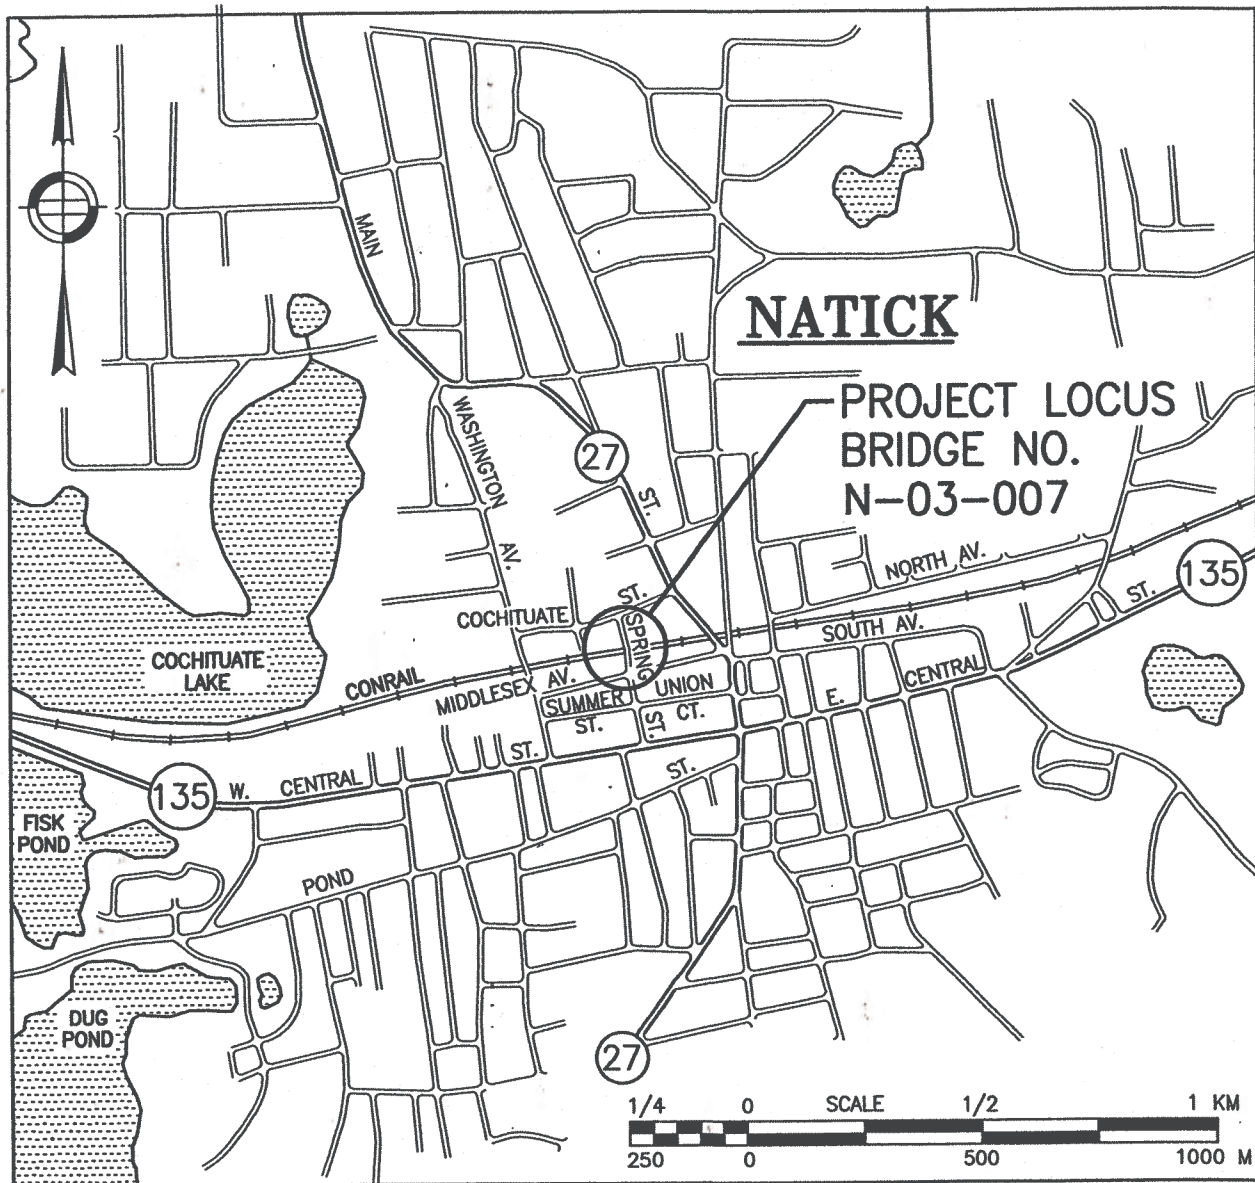 MAIN
NATICK
PROJECT LOCUS
BRIDGE NO.
N-03-007
WASHINGTON
AV.
27
ST.
NORTH AV.
135
ST.
COCHITUATE
ST.
SPRING
SOUTH AV.
COCHITUATE
LAKE
CONRAIL
MIDDLESEX AV.
SUMMER
ST.
UNION
CT.
ST.
E.
CENTRAL
135
W.
CENTRAL
ST.
ST.
FISK
POND
POND
DUG
POND
27
1/4 0 SCALE 1/2 1 KM
250 0 500 1000 M